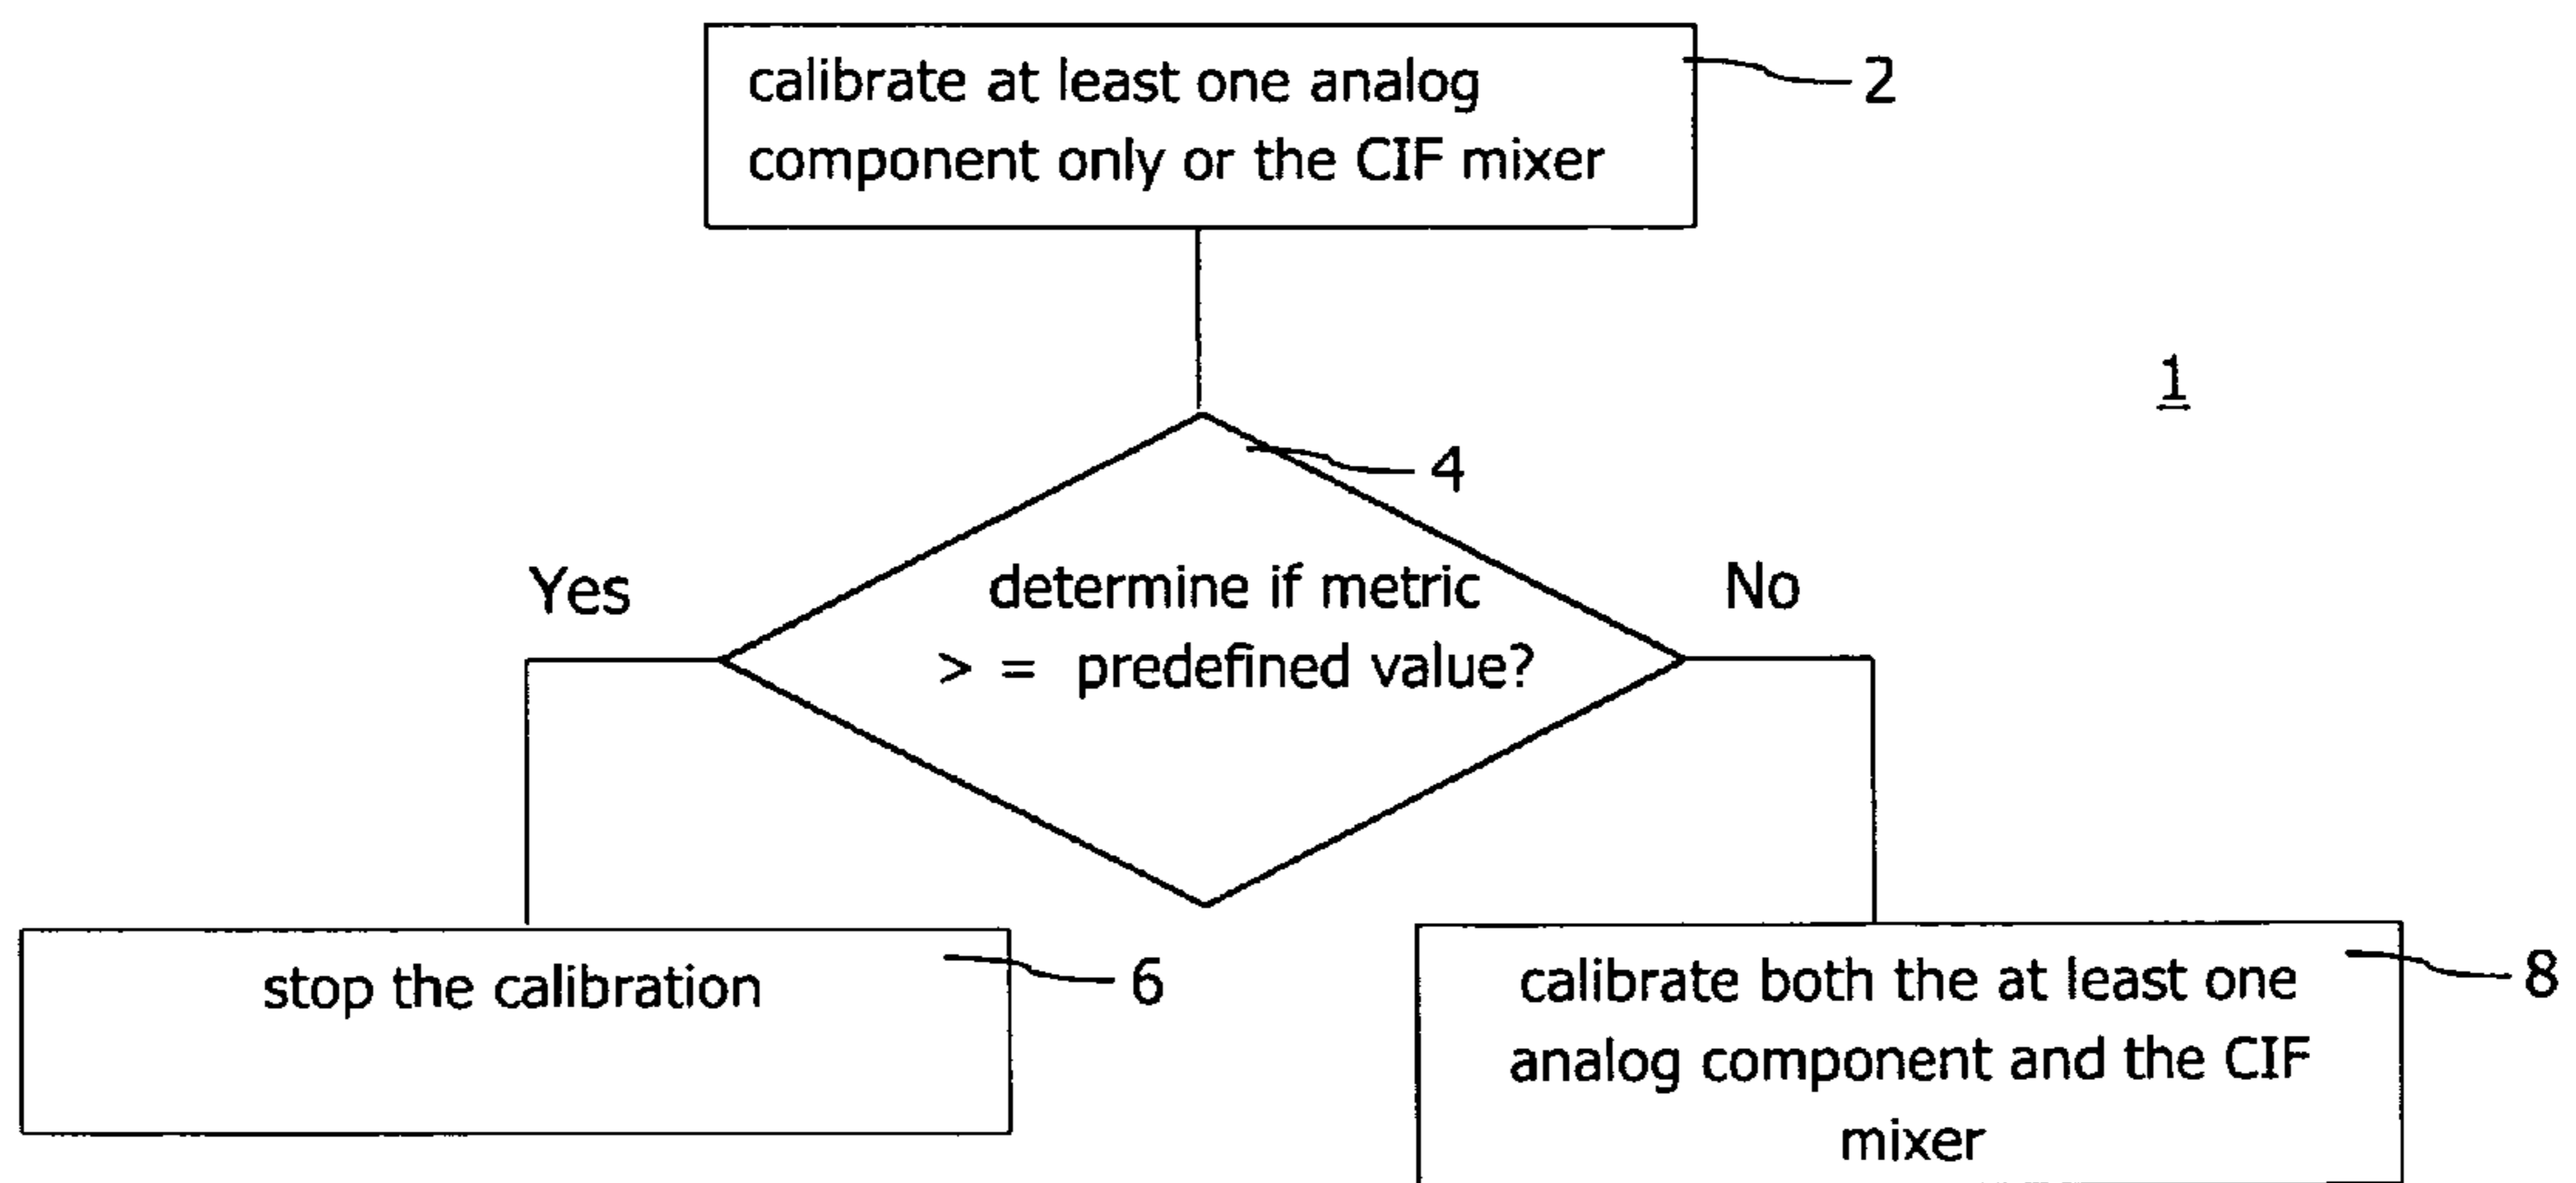 calibrate at least one analog
component only or the CIF mixer
2
1
4
Yes
determine if metric
> = predefined value?
No
stop the calibration
6
calibrate both the at least one
analog component and the CIF
mixer
8